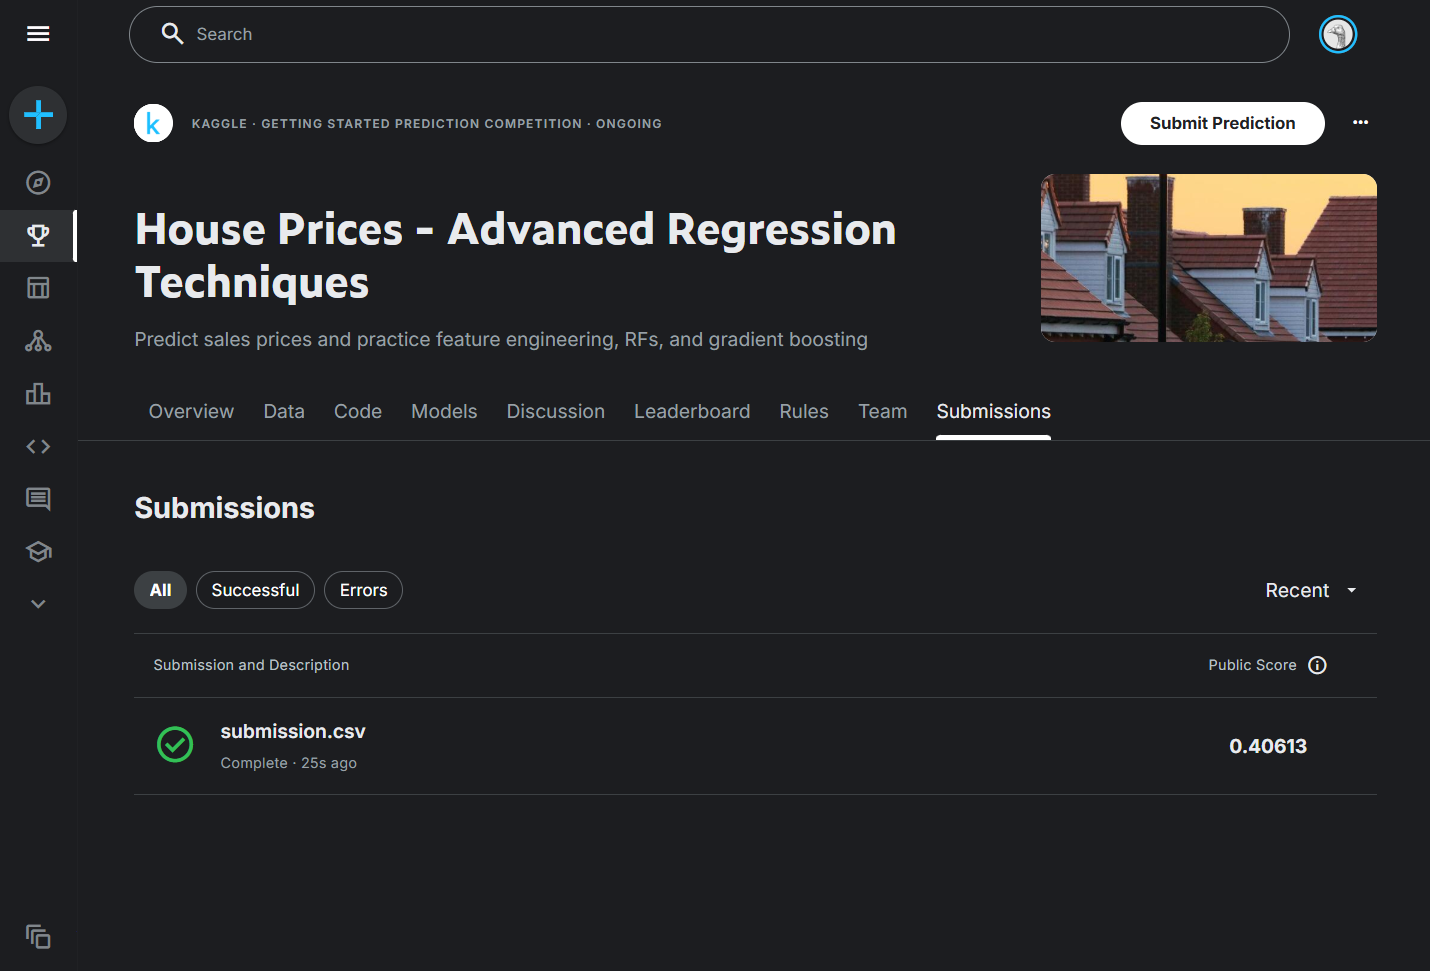 Search
k
KAGGLE · GETTING STARTED PREDICTION COMPETITION · ONGOING
Submit Prediction
House Prices - Advanced Regression
Techniques
Predict sales prices and practice feature engineering, RFs, and gradient boosting
Overview Data Code Models Discussion Leaderboard Rules Team Submissions
Submissions
All Successful Errors Recent
Submission and Description Public Score
submission.csv
Complete · 25s ago
0.40613